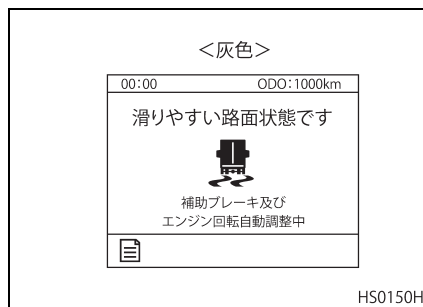 ＜灰色＞
00:00 ODO:1000km
滑りやすい路面状態です
補助ブレーキ及び
エンジン回転自動調整中
HS0150H